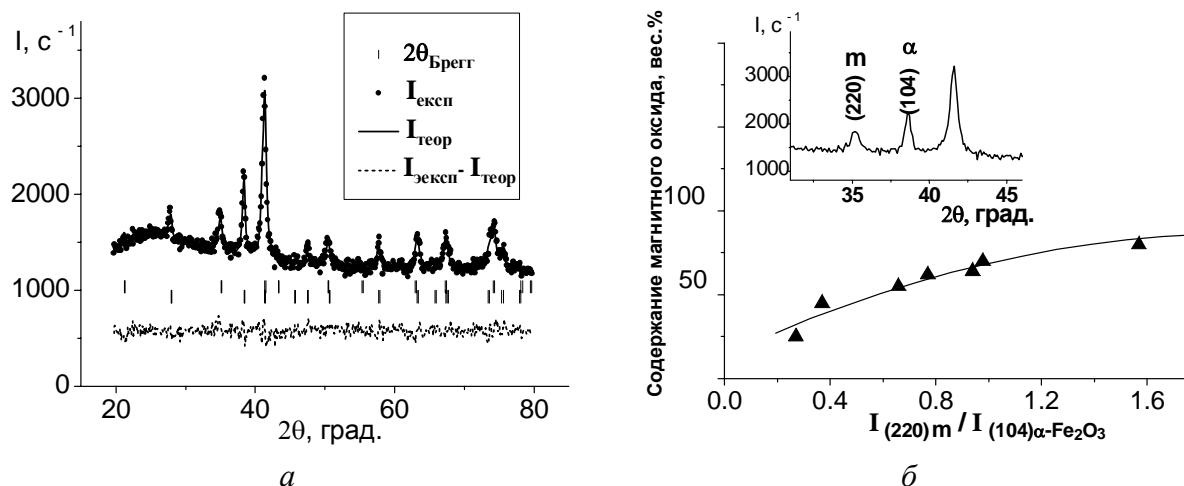 I, с⁻¹
3000
2000
1000
0
20
40
60
80
2θ, град.
2θБрегг
Iексп
Iтеор
Iэексп- Iтеор
а
Содержание магнитного оксида, вес.%
100
50
0.0
0.4
0.8
1.2
1.6
I(220)m / I(104)α-Fe₂O₃
I, с⁻¹
3000
2000
1000
35
40
45
2θ, град.
(220) m
(104) α
б